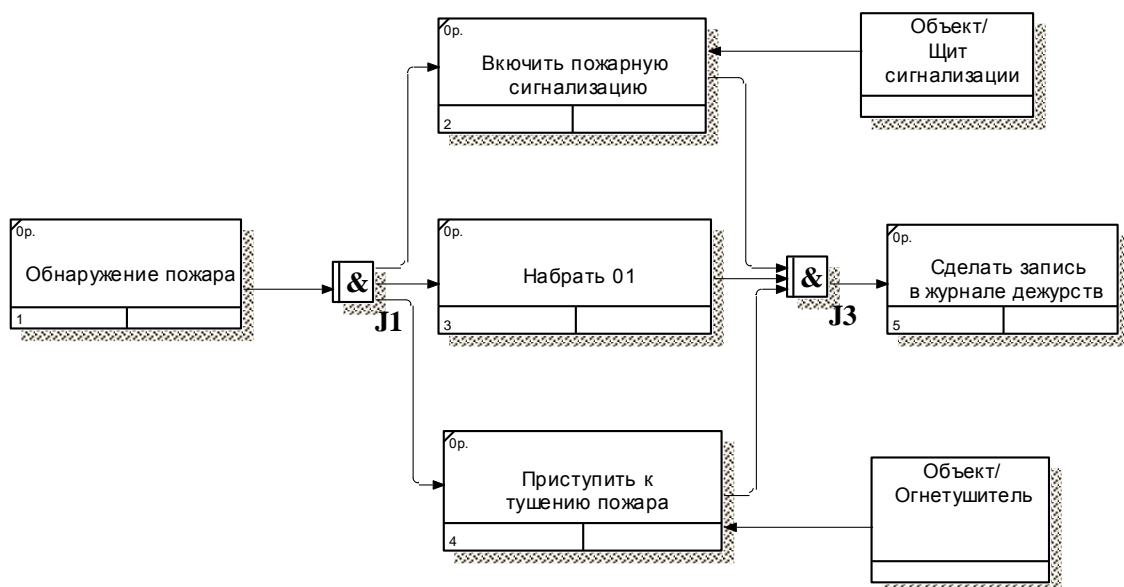 0р.
Вкючить пожарную
сигнализацию
2
Объект/
Щит
сигнализации
0р.
Обнаружение пожара
1
&
J1
0р.
Набрать 01
3
&
J3
0р.
Сделать запись
в журнале дежурств
5
0р.
Приступить к
тушению пожара
4
Объект/
Огнетушитель